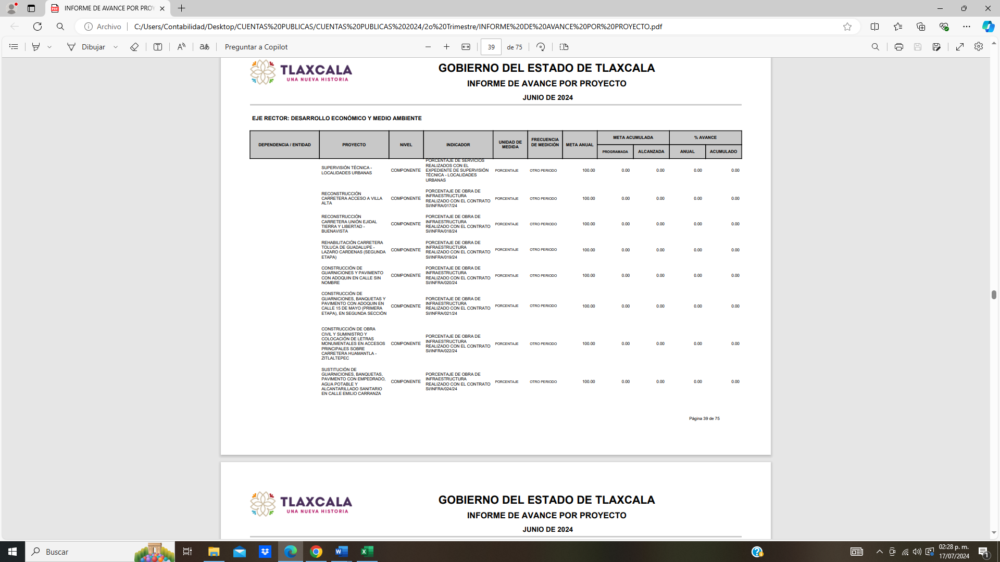 INFORME DE AVANCE POR PROY
Archivo
C:/Users/Contabilidad/Desktop/CUENTAS%20PUBLICAS/CUENTAS%20PUBLICAS%202024/2o%20Trimestre/INFORME%20DE%20AVANCE%20POR%20PROYECTO.pdf
Dibujar
Preguntar a Copilot
39
de 75
TLAXCALA
UNA NUEVA HISTORIA
GOBIERNO DEL ESTADO DE TLAXCALA
INFORME DE AVANCE POR PROYECTO
JUNIO DE 2024
EJE RECTOR: DESARROLLO ECONÓMICO Y MEDIO AMBIENTE
DEPENDENCIA / ENTIDAD
PROYECTO
NIVEL
INDICADOR
UNIDAD DE
MEDIDA
FRECUENCIA
DE MEDICIÓN
META ANUAL
META ACUMULADA
PROGRAMADA
ALCANZADA
% AVANCE
ANUAL
ACUMULADO
SUPERVISIÓN TÉCNICA -
LOCALIDADES URBANAS
COMPONENTE
PORCENTAJE DE SERVICIOS
REALIZADOS CON EL
EXPEDIENTE DE SUPERVISIÓN
TÉCNICA - LOCALIDADES
URBANAS
PORCENTAJE
OTRO PERIODO
100.00
0.00
0.00
0.00
0.00
RECONSTRUCCIÓN
CARRETERA ACCESO A VILLA
ALTA
COMPONENTE
PORCENTAJE DE OBRA DE
INFRAESTRUCTURA
REALIZADO CON EL CONTRATO
SI/INFRA/017/24
PORCENTAJE
OTRO PERIODO
100.00
0.00
0.00
0.00
0.00
RECONSTRUCCIÓN
CARRETERA UNIÓN EJIDAL
TIERRA Y LIBERTAD -
BUENAVISTA
COMPONENTE
PORCENTAJE DE OBRA DE
INFRAESTRUCTURA
REALIZADO CON EL CONTRATO
SI/INFRA/018/24
PORCENTAJE
OTRO PERIODO
100.00
0.00
0.00
0.00
0.00
REHABILITACIÓN CARRETERA
TOLUCA DE GUADALUPE -
LAZARO CARDENAS (SEGUNDA
ETAPA)
COMPONENTE
PORCENTAJE DE OBRA DE
INFRAESTRUCTURA
REALIZADO CON EL CONTRATO
SI/INFRA/019/24
PORCENTAJE
OTRO PERIODO
100.00
0.00
0.00
0.00
0.00
CONSTRUCCIÓN DE
GUARNICIONES Y PAVIMENTO
CON ADOQUIN EN CALLE SIN
NOMBRE
COMPONENTE
PORCENTAJE DE OBRA DE
INFRAESTRUCTURA
REALIZADO CON EL CONTRATO
SI/INFRA/020/24
PORCENTAJE
OTRO PERIODO
100.00
0.00
0.00
0.00
0.00
CONSTRUCCIÓN DE
GUARNICIONES, BANQUETAS Y
PAVIMENTO CON ADOQUIN EN
CALLE 15 DE MAYO (PRIMERA
ETAPA), EN SEGUNDA SECCIÓN
COMPONENTE
PORCENTAJE DE OBRA DE
INFRAESTRUCTURA
REALIZADO CON EL CONTRATO
SI/INFRA/021/24
PORCENTAJE
OTRO PERIODO
100.00
0.00
0.00
0.00
0.00
CONSTRUCCIÓN DE OBRA
CIVIL Y SUMINISTRO Y
COLOCACIÓN DE LETRAS
MONUMENTALES EN ACCESOS
PRINCIPALES SOBRE
CARRETERA HUAMANTLA -
ZITLALTEPEC
COMPONENTE
PORCENTAJE DE OBRA DE
INFRAESTRUCTURA
REALIZADO CON EL CONTRATO
SI/INFRA/022/24
PORCENTAJE
OTRO PERIODO
100.00
0.00
0.00
0.00
0.00
SUSTITUCIÓN DE
GUARNICIONES, BANQUETAS,
PAVIMENTO CON EMPEDRADO,
AGUA POTABLE Y
ALCANTARILLADO SANITARIO
EN CALLE EMILIO CARRANZA
COMPONENTE
PORCENTAJE DE OBRA DE
INFRAESTRUCTURA
REALIZADO CON EL CONTRATO
SI/INFRA/024/24
PORCENTAJE
OTRO PERIODO
100.00
0.00
0.00
0.00
0.00
Página 39 de 75
TLAXCALA
UNA NUEVA HISTORIA
GOBIERNO DEL ESTADO DE TLAXCALA
INFORME DE AVANCE POR PROYECTO
JUNIO DE 2024
Buscar
02:28 p. m.
17/07/2024
1